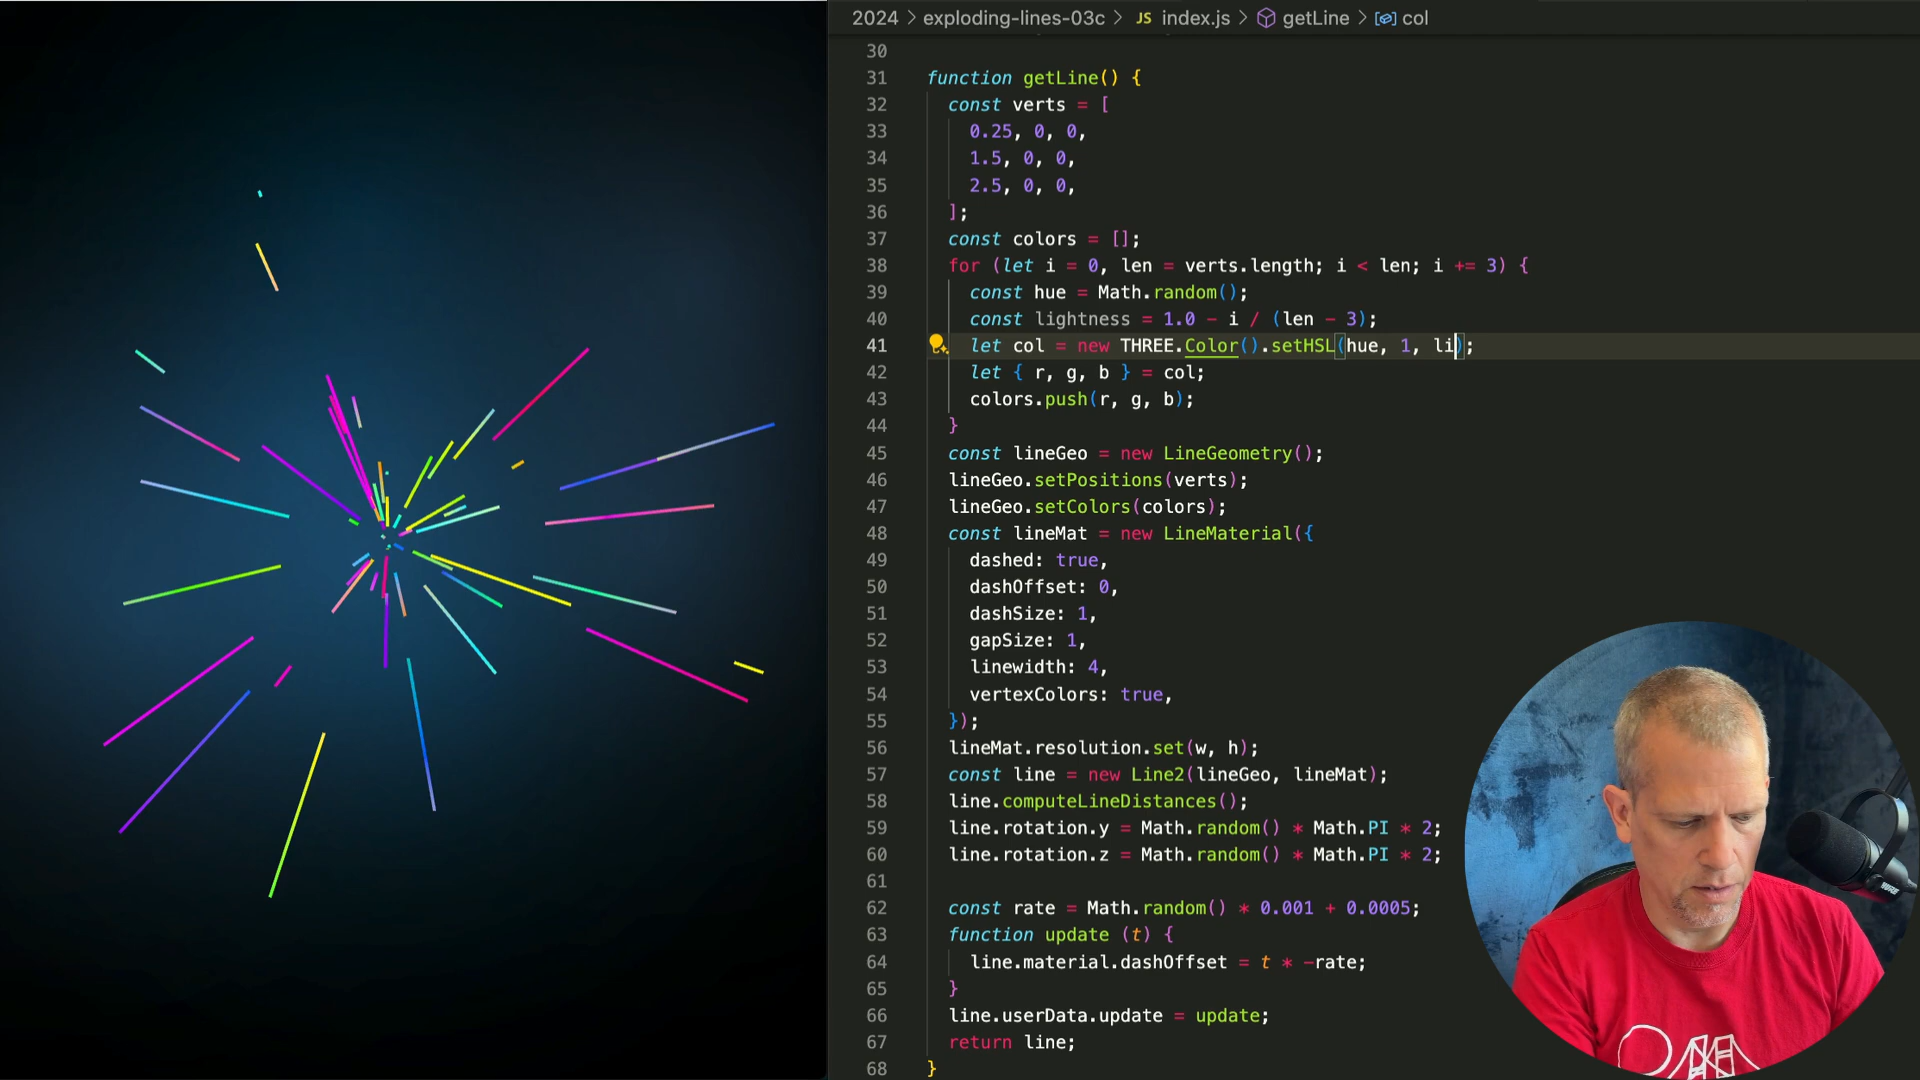 2024 > exploding-lines-03c > JS index.js > getLine > col
30
31 function getLine() {
32 const verts = [
33 0.25, 0, 0,
34 1.5, 0, 0,
35 2.5, 0, 0,
36 ];
37 const colors = [];
38 for (let i = 0, len = verts.length; i < len; i += 3) {
39 const hue = Math.random();
40 const lightness = 1.0 - i / (len - 3);
41 let col = new THREE.Color().setHSL(hue, 1, li);
42 let { r, g, b } = col;
43 colors.push(r, g, b);
44 }
45 const lineGeo = new LineGeometry();
46 lineGeo.setPositions(verts);
47 lineGeo.setColors(colors);
48 const lineMat = new LineMaterial({
49 dashed: true,
50 dashOffset: 0,
51 dashSize: 1,
52 gapSize: 1,
53 linewidth: 4,
54 vertexColors: true,
55 });
56 lineMat.resolution.set(w, h);
57 const line = new Line2(lineGeo, lineMat);
58 line.computeLineDistances();
59 line.rotation.y = Math.random() * Math.PI * 2;
60 line.rotation.z = Math.random() * Math.PI * 2;
61
62 const rate = Math.random() * 0.001 + 0.0005;
63 function update (t) {
64 line.material.dashOffset = t * -rate;
65 }
66 line.userData.update = update;
67 return line;
68 }